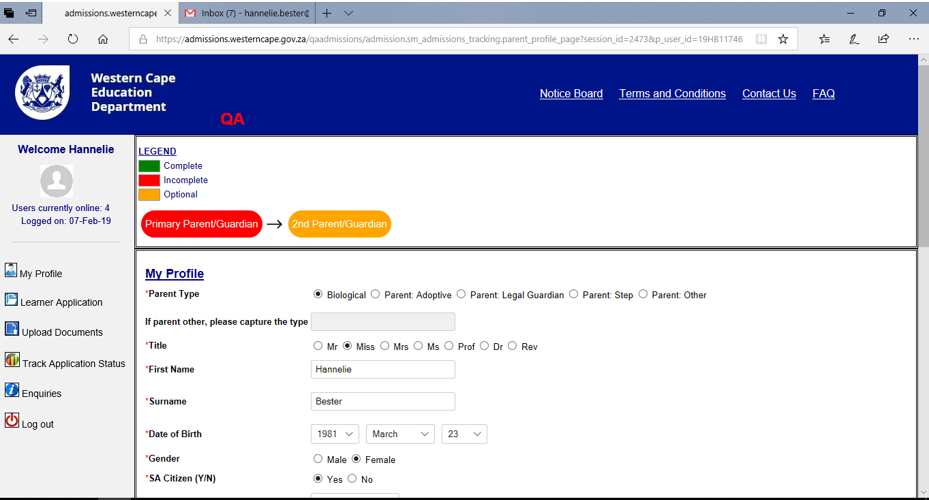 admissions.westerncape
Inbox (7) - hannelie.bester@
https://admissions.westerncape.gov.za/qaadmissions/admission.sm_admissions_tracking.parent_profile_page?session_id=2473&p_user_id=19HB11746
Western Cape
Education
Department
QA
Notice Board Terms and Conditions Contact Us FAQ
Welcome Hannelie
Users currently online: 4
Logged on: 07-Feb-19
My Profile
Learner Application
Upload Documents
Track Application Status
Enquiries
Log out
LEGEND
Complete
Incomplete
Optional
Primary Parent/Guardian → 2nd Parent/Guardian
My Profile
*Parent Type Biological Parent: Adoptive Parent: Legal Guardian Parent: Step Parent: Other
If parent other, please capture the type
*Title Mr Miss Mrs Ms Prof Dr Rev
*First Name Hannelie
*Surname Bester
*Date of Birth 1981 March 23
*Gender Male Female
*SA Citizen (Y/N) Yes No